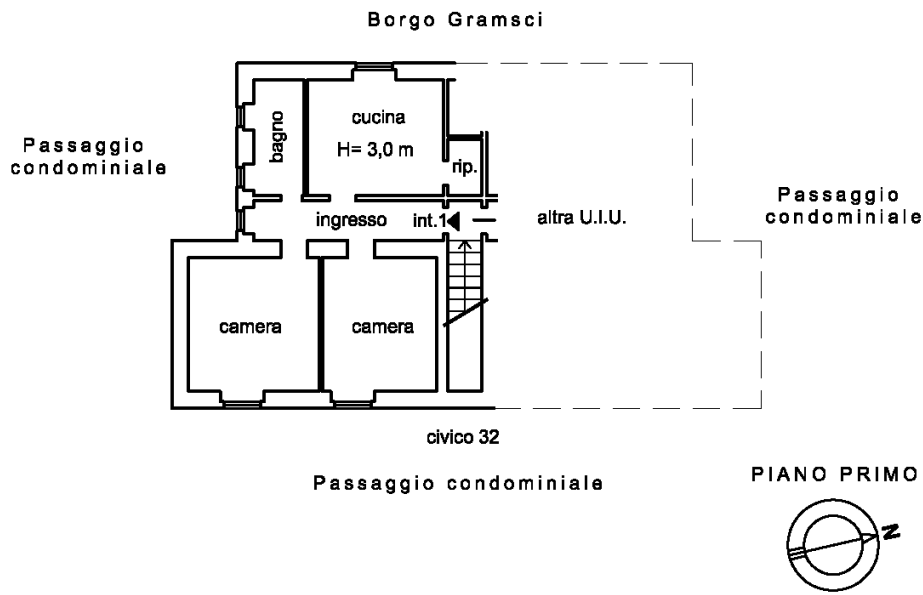 Borgo Gramsci
Passaggio
condominiale
bagno
cucina
H= 3,0 m
rip.
ingresso
int.1
altra U.I.U.
Passaggio
condominiale
camera
camera
civico 32
Passaggio condominiale
PIANO PRIMO
N